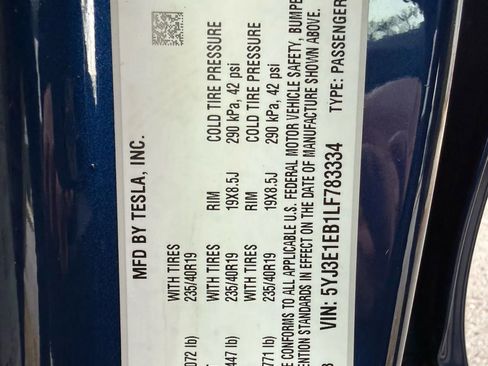 MFD BY TESLA, INC.
072 lb) WITH TIRES 235/40R19 RIM 19X8.5J COLD TIRE PRESSURE 290 kPa, 42 psi
447 lb) WITH TIRES 235/40R19 RIM 19X8.5J COLD TIRE PRESSURE 290 kPa, 42 psi
771 lb) WITH TIRES 235/40R19
E CONFORMS TO ALL APPLICABLE U.S. FEDERAL MOTOR VEHICLE SAFETY, BUMPE
ENTION STANDARDS IN EFFECT ON THE DATE OF MANUFACTURE SHOWN ABOVE.
VIN: 5YJ3E1EB1LF783334 TYPE: PASSENGER